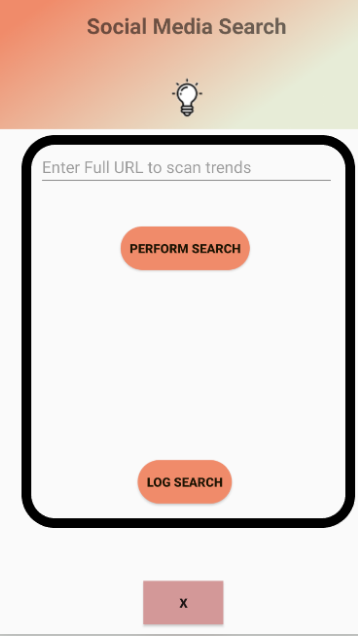 Social Media Search
Enter Full URL to scan trends
PERFORM SEARCH
LOG SEARCH
X